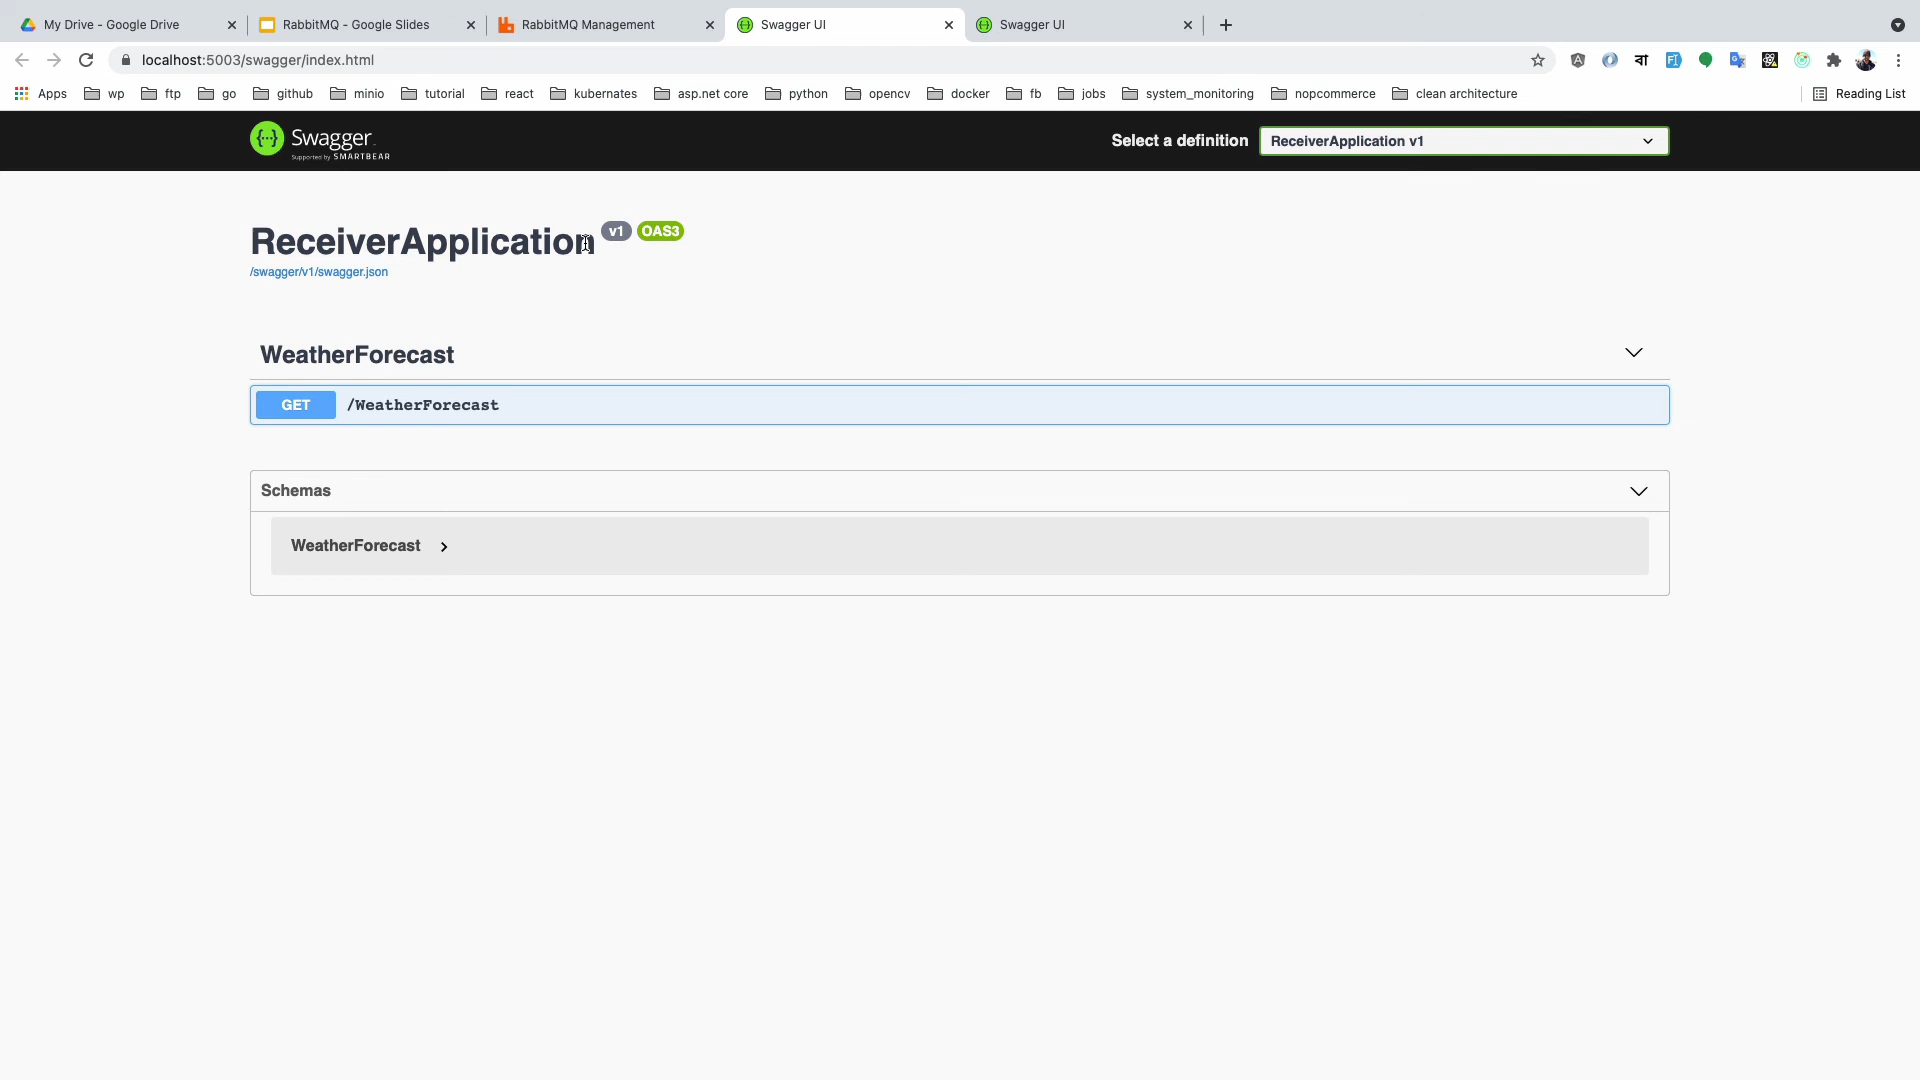 My Drive - Google Drive
RabbitMQ - Google Slides
RabbitMQ Management
Swagger UI
Swagger UI
localhost:5003/swagger/index.html
Apps
wp
ftp
go
github
minio
tutorial
react
kubernetes
asp.net core
python
opencv
docker
fb
jobs
system_monitoring
nopcommerce
clean architecture
Reading List
Swagger
Supported by SMARTBEAR
Select a definition
ReceiverApplication v1
ReceiverApplication v1 OAS3
/swagger/v1/swagger.json
WeatherForecast
GET /WeatherForecast
Schemas
WeatherForecast